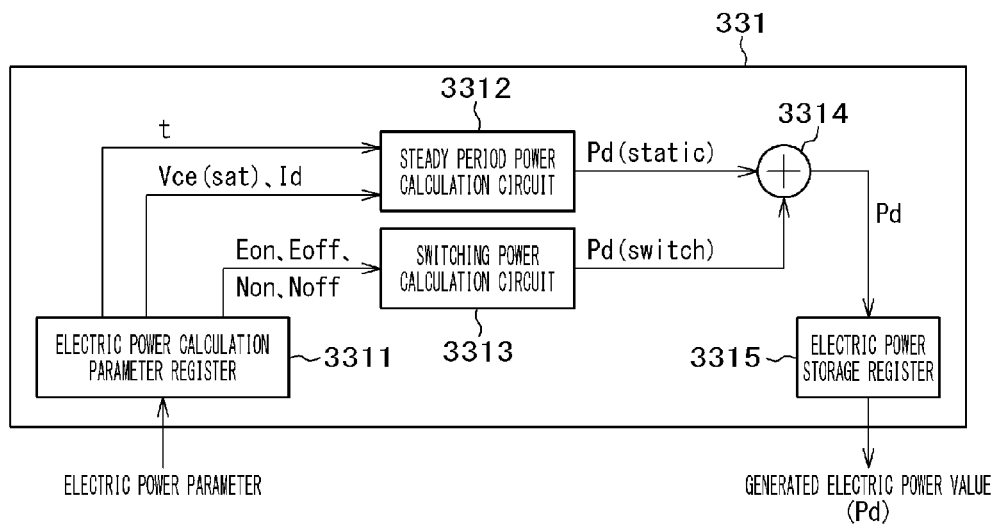 331
3312
3314
t
STEADY PERIOD POWER
CALCULATION CIRCUIT
Pd(static)
Vce(sat)、Id
Pd
Eon、Eoff、
Non、Noff
SWITCHING POWER
CALCULATION CIRCUIT
Pd(switch)
3313
ELECTRIC POWER CALCULATION
PARAMETER REGISTER
3311
3315
ELECTRIC POWER
STORAGE REGISTER
ELECTRIC POWER PARAMETER
GENERATED ELECTRIC POWER VALUE
(Pd)